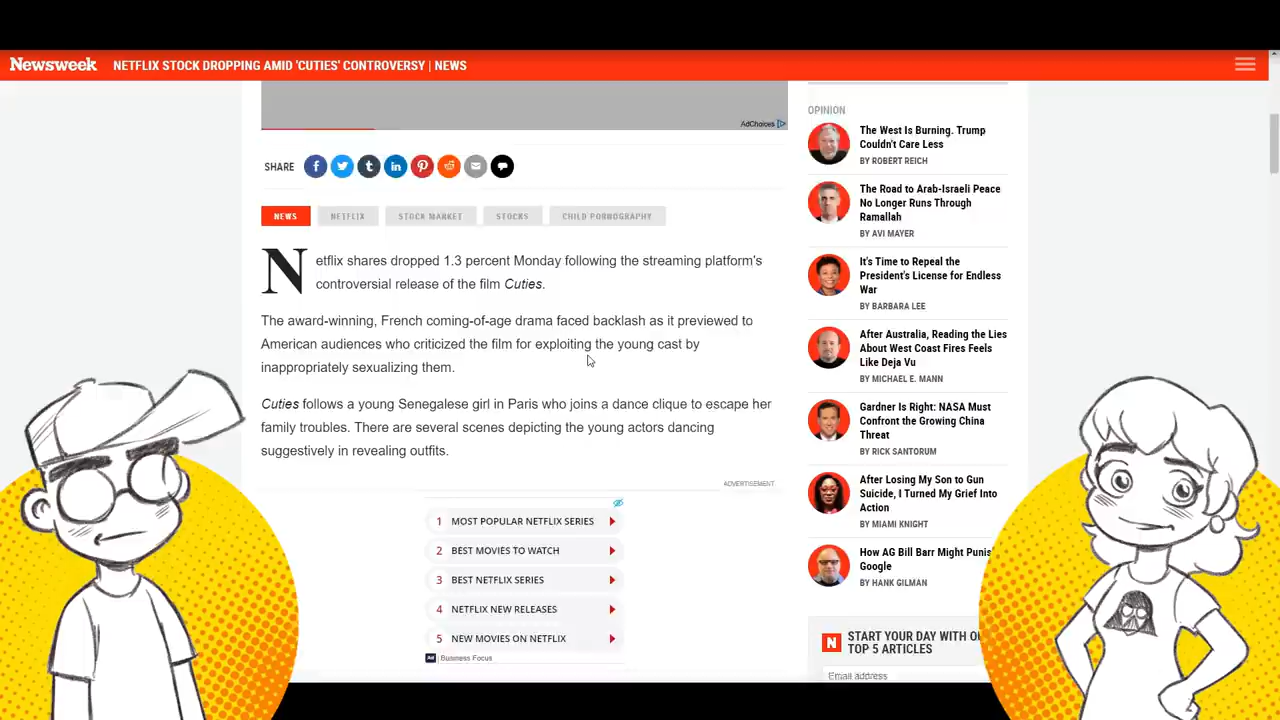 Newsweek NETFLIX STOCK DROPPING AMID 'CUTIES' CONTROVERSY | NEWS
AdChoices
SHARE
NEWS
NETFLIX
STOCK MARKET
STOCKS
CHILD PORNOGRAPHY
Netflix shares dropped 1.3 percent Monday following the streaming platform's
controversial release of the film Cuties.
The award-winning, French coming-of-age drama faced backlash as it previewed to
American audiences who criticized the film for exploiting the young cast by
inappropriately sexualizing them.
Cuties follows a young Senegalese girl in Paris who joins a dance clique to escape her
family troubles. There are several scenes depicting the young actors dancing
suggestively in revealing outfits.
ADVERTISEMENT
1 MOST POPULAR NETFLIX SERIES
2 BEST MOVIES TO WATCH
3 BEST NETFLIX SERIES
4 NETFLIX NEW RELEASES
5 NEW MOVIES ON NETFLIX
Ad Business Focus
OPINION
The West Is Burning. Trump
Couldn't Care Less
BY ROBERT REICH
The Road to Arab-Israeli Peace
No Longer Runs Through
Ramallah
BY AVI MAYER
It's Time to Repeal the
President's License for Endless
War
BY BARBARA LEE
After Australia, Reading the Lies
About West Coast Fires Feels
Like Deja Vu
BY MICHAEL E. MANN
Gardner Is Right: NASA Must
Confront the Growing China
Threat
BY RICK SANTORUM
After Losing My Son to Gun
Suicide, I Turned My Grief Into
Action
BY MIAMI KNIGHT
How AG Bill Barr Might Punis
Google
BY HANK GILMAN
N
START YOUR DAY WITH
TOP 5 ARTICLES
Email address